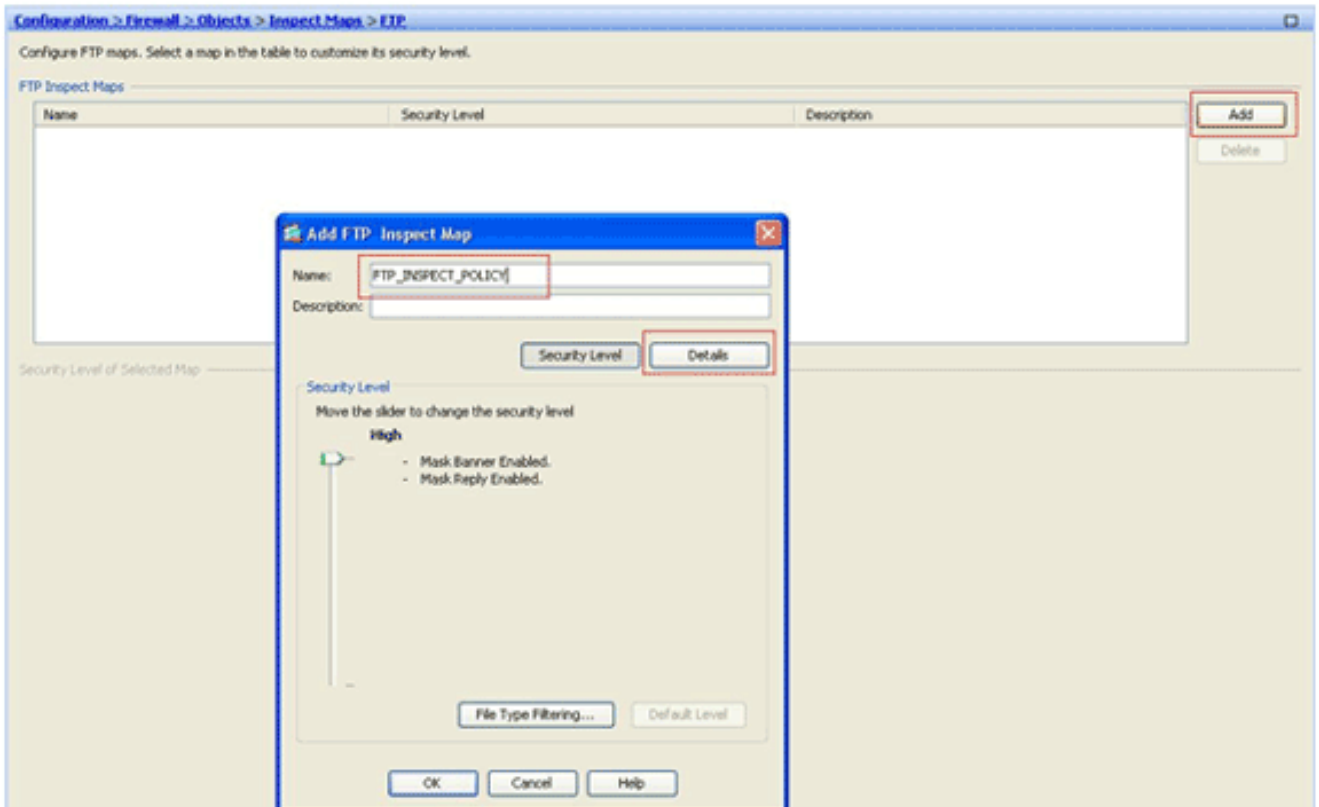 Configuration > Firewall > Objects > Inspect Maps > FTP
Configure FTP maps. Select a map in the table to customize its security level.
FTP Inspect Maps
Name Security Level Description
Add
Delete
Add FTP Inspect Map
Name: FTP_INSPECT_POLICY
Description:
Security Level Details
Security Level of Selected Map
Security Level
Move the slider to change the security level
High
- Mask Banner Enabled.
- Mask Reply Enabled.
File Type Filtering... Default Level
OK Cancel Help